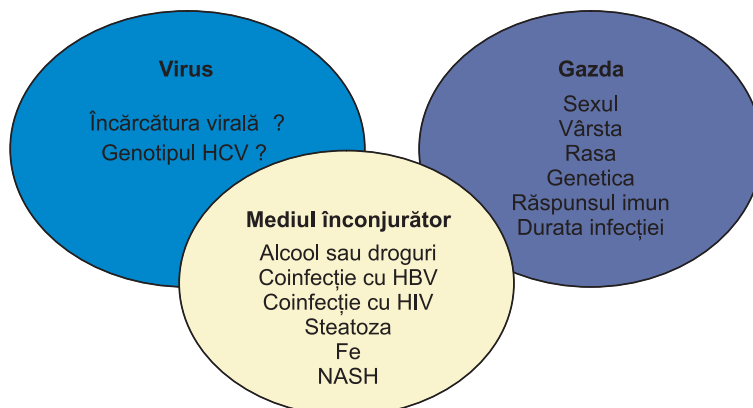 Virus
Încărcătura virală ?
Genotipul HCV ?
Gazda
Sexul
Vârsta
Rasa
Genetica
Răspunsul imun
Durata infecției
Mediul înconjurător
Alcool sau droguri
Coinfecție cu HBV
Coinfecție cu HIV
Steatoza
Fe
NASH